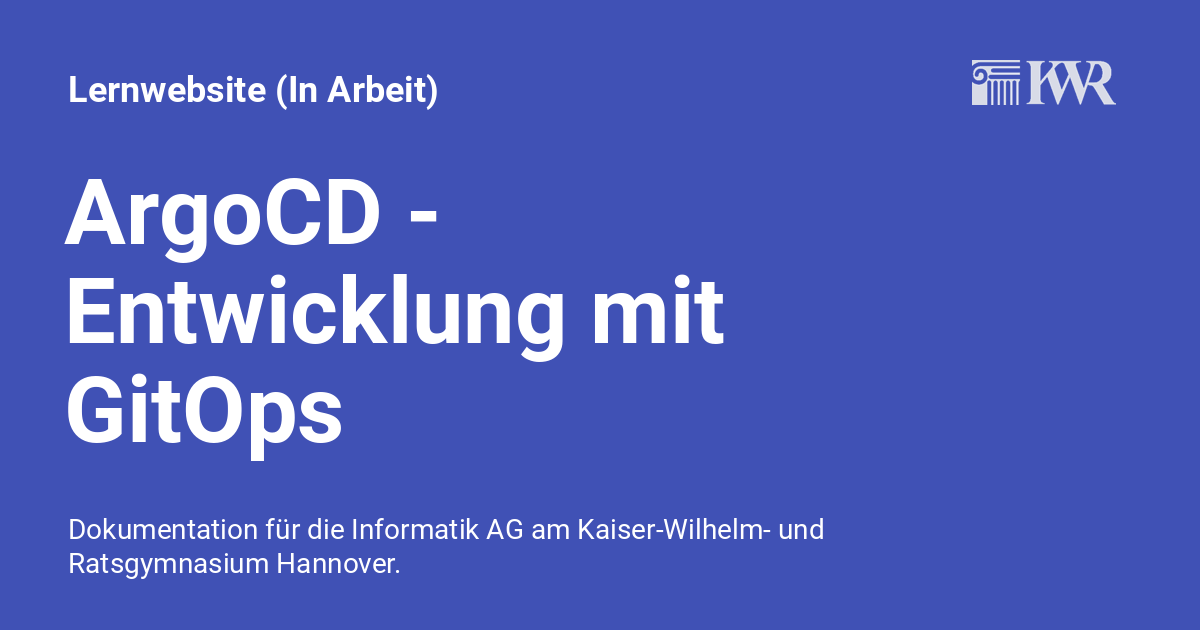 Lernwebsite (In Arbeit)
KWR
ArgoCD -
Entwicklung mit
GitOps
Dokumentation für die Informatik AG am Kaiser-Wilhelm- und
Ratsgymnasium Hannover.